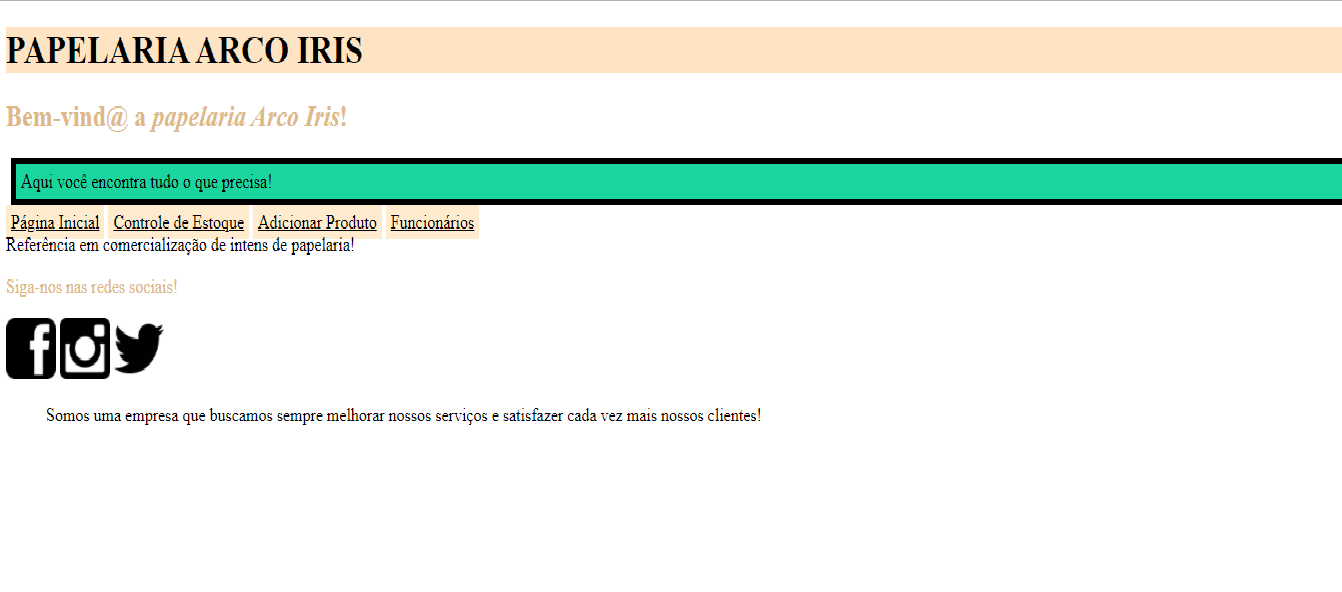 PAPELARIA ARCO IRIS
Bem-vind@ a papelaria Arco Iris!
Aqui você encontra tudo o que precisa!
Página Inicial Controle de Estoque Adicionar Produto Funcionários
Referência em comercialização de intens de papelaria!
Siga-nos nas redes sociais!
Somos uma empresa que buscamos sempre melhorar nossos serviços e satisfazer cada vez mais nossos clientes!